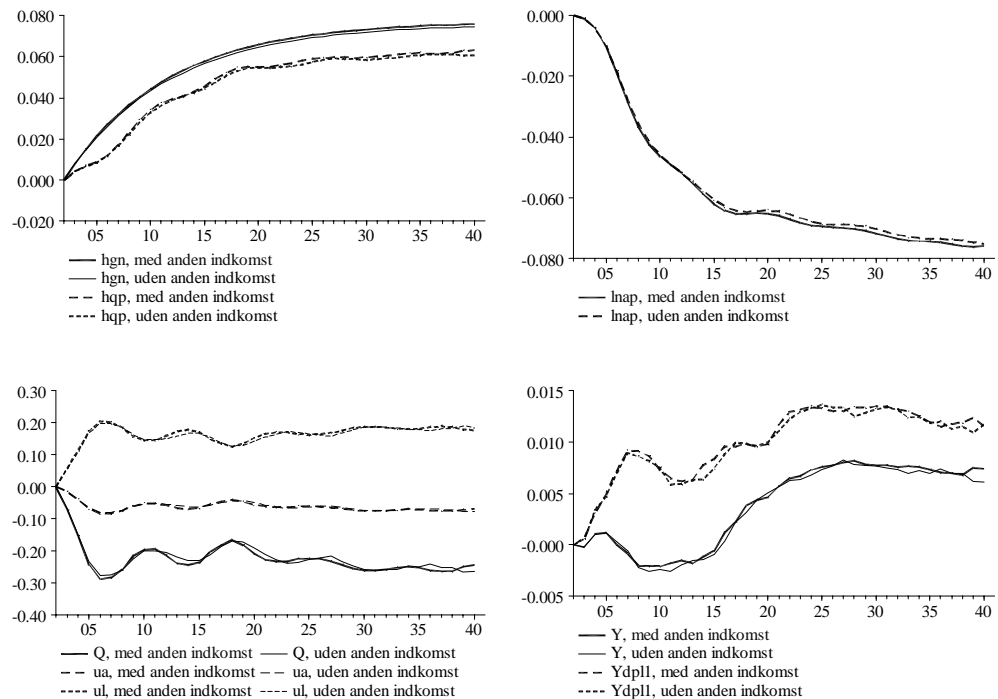 0.080
0.060
0.040
0.020
0.000
-0.020
05 10 15 20 25 30 35 40
hgn, med anden indkomst
hgn, uden anden indkomst
hqp, med anden indkomst
hqp, uden anden indkomst
0.000
-0.020
-0.040
-0.060
-0.080
05 10 15 20 25 30 35 40
lnap, med anden indkomst
lnap, uden anden indkomst
0.30
0.20
0.10
0.00
-0.10
-0.20
-0.30
-0.40
05 10 15 20 25 30 35 40
Q, med anden indkomst Q, uden anden indkomst
ua, med anden indkomst ua, uden anden indkomst
ul, med anden indkomst ul, uden anden indkomst
0.015
0.010
0.005
-0.000
-0.005
05 10 15 20 25 30 35 40
Y, med anden indkomst
Y, uden anden indkomst
Ydpl1, med anden indkomst
Ydpl1, uden anden indkomst